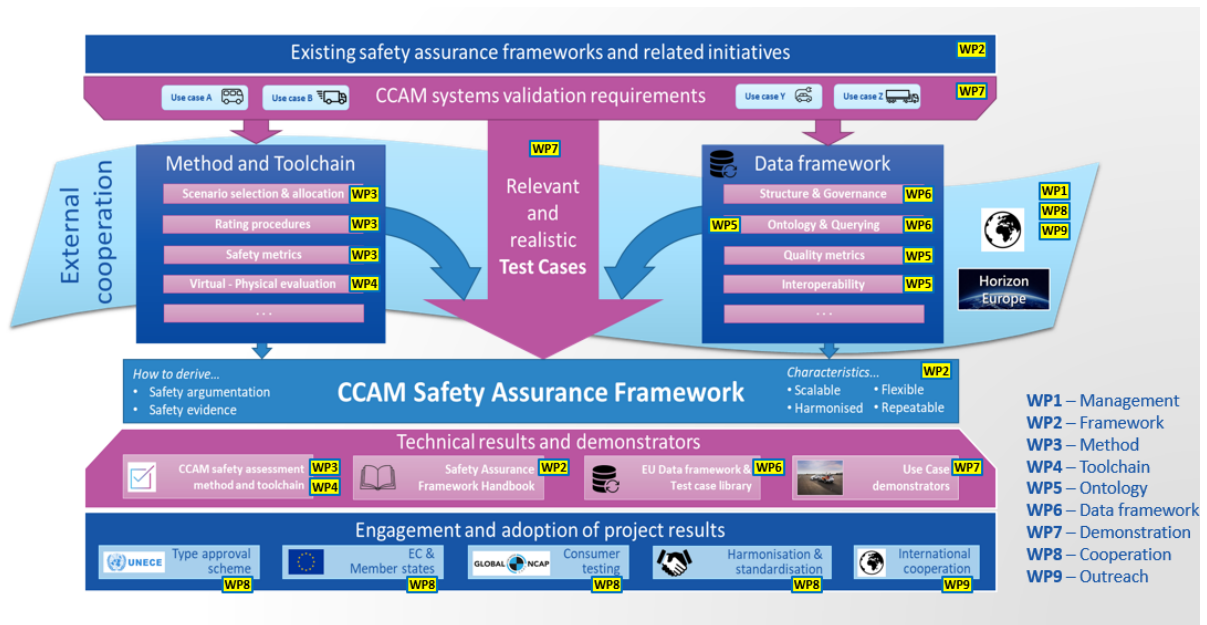 Existing safety assurance frameworks and related initiatives
WP2
Use case A
Use case B
CCAM systems validation requirements
Use case Y
Use case Z
WP7
External
cooperation
Method and Toolchain
Scenario selection & allocation
WP3
Rating procedures
WP3
Safety metrics
WP3
Virtual - Physical evaluation
WP4
. . .
WP7
Relevant
and
realistic
Test Cases
Data framework
Structure & Governance
WP6
WP5
Ontology & Querying
WP6
Quality metrics
WP5
Interoperability
WP5
. . .
WP1
WP8
WP9
Horizon
Europe
How to derive...
• Safety argumentation
• Safety evidence
CCAM Safety Assurance Framework
Characteristics...
WP2
• Scalable • Flexible
• Harmonised • Repeatable
Technical results and demonstrators
CCAM safety assessment
method and toolchain
WP3
WP4
Safety Assurance
Framework Handbook
WP2
EU Data framework &
Test case library
WP6
Use Case
demonstrators
WP7
Engagement and adoption of project results
UNECE
Type approval
scheme
WP8
EC &
Member states
WP8
GLOBAL NCAP
Consumer
testing
WP8
Harmonisation &
standardisation
WP8
International
cooperation
WP9
WP1 – Management
WP2 – Framework
WP3 – Method
WP4 – Toolchain
WP5 – Ontology
WP6 – Data framework
WP7 – Demonstration
WP8 – Cooperation
WP9 – Outreach